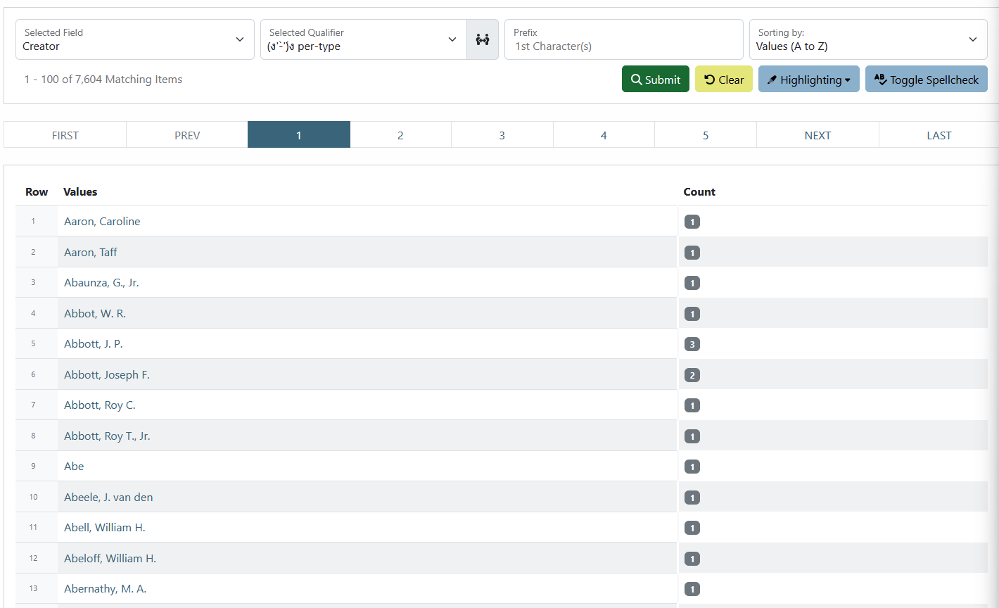 Selected Field
Creator
Selected Qualifier
(ง'̀-'́)ง per-type
Prefix
1st Character(s)
Sorting by:
Values (A to Z)
1 - 100 of 7,604 Matching Items
Submit
Clear
Highlighting
Toggle Spellcheck
FIRST PREV 1 2 3 4 5 NEXT LAST
Row Values Count
1 Aaron, Caroline 1
2 Aaron, Taff 1
3 Abaunza, G., Jr. 1
4 Abbot, W. R. 1
5 Abbott, J. P. 3
6 Abbott, Joseph F. 2
7 Abbott, Roy C. 1
8 Abbott, Roy T., Jr. 1
9 Abe 1
10 Abeele, J. van den 1
11 Abell, William H. 1
12 Abeloff, William H. 1
13 Abernathy, M. A. 1